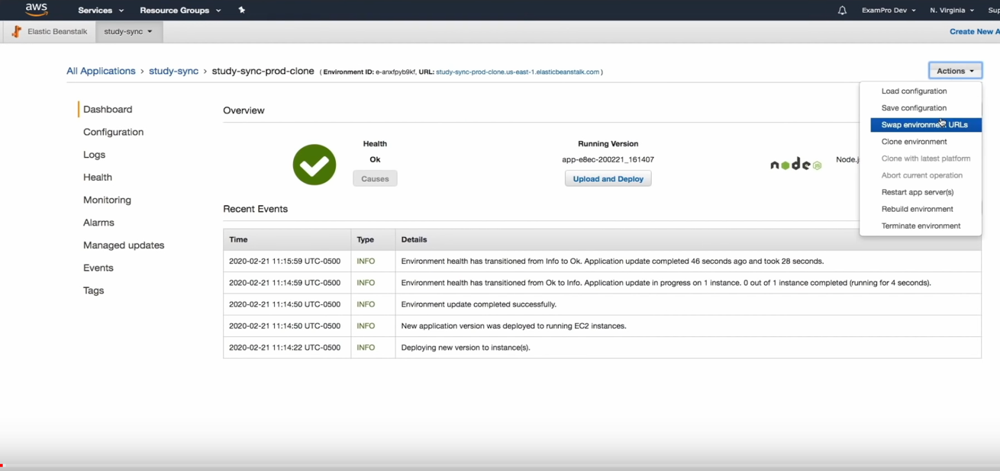 aws Services Resource Groups ExamPro Dev N. Virginia Sup
Elastic Beanstalk study-sync Create New A
All Applications > study-sync > study-sync-prod-clone ( Environment ID: e-anxfpyb9kf, URL: study-sync-prod-clone.us-east-1.elasticbeanstalk.com ) Actions
Load configuration
Save configuration
Swap environment URLs
Clone environment
Clone with latest platform
Abort current operation
Restart app server(s)
Rebuild environment
Terminate environment
Dashboard
Configuration
Logs
Health
Monitoring
Alarms
Managed updates
Events
Tags
Overview
Health
Ok
Causes
Running Version
app-e8ec-200221_161407
Upload and Deploy
node JS Node.j
Recent Events
Time Type Details
2020-02-21 11:15:59 UTC-0500 INFO Environment health has transitioned from Info to Ok. Application update completed 46 seconds ago and took 28 seconds.
2020-02-21 11:14:59 UTC-0500 INFO Environment health has transitioned from Ok to Info. Application update in progress on 1 instance. 0 out of 1 instance completed (running for 4 seconds).
2020-02-21 11:14:50 UTC-0500 INFO Environment update completed successfully.
2020-02-21 11:14:50 UTC-0500 INFO New application version was deployed to running EC2 instances.
2020-02-21 11:14:22 UTC-0500 INFO Deploying new version to instance(s).